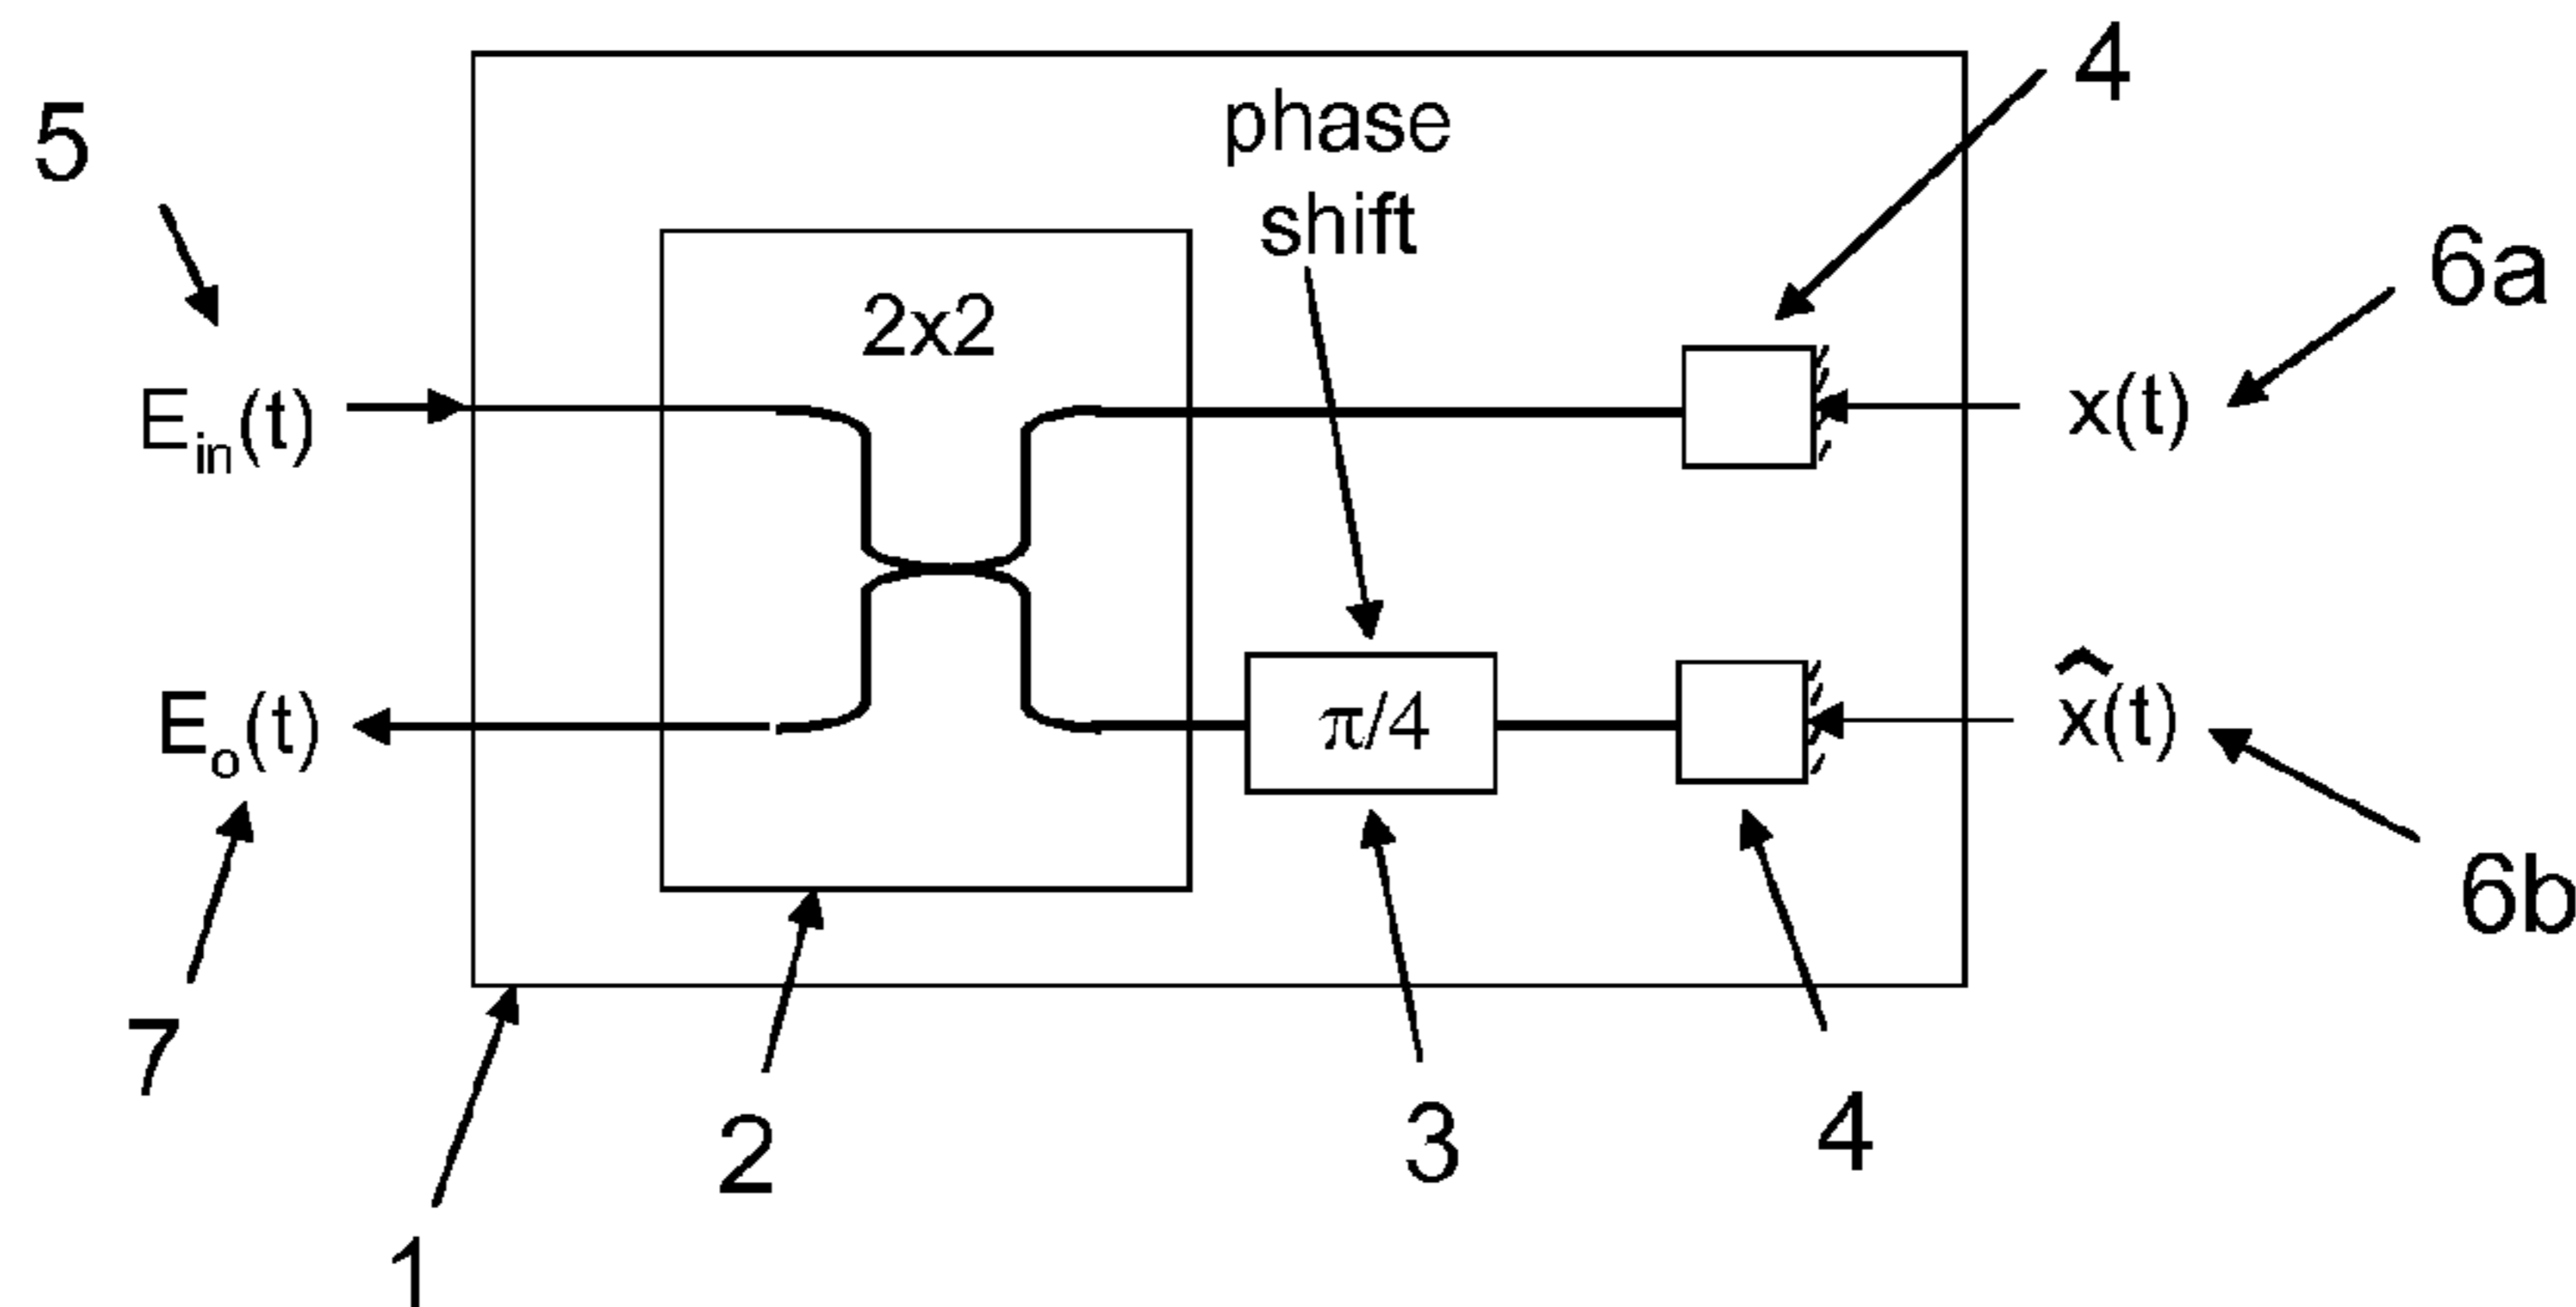 4
phase
shift
5
6a
2x2
E_in(t)
x(t)
E_o(t)
π/4
x̂(t)
6b
7
2
3
4
1